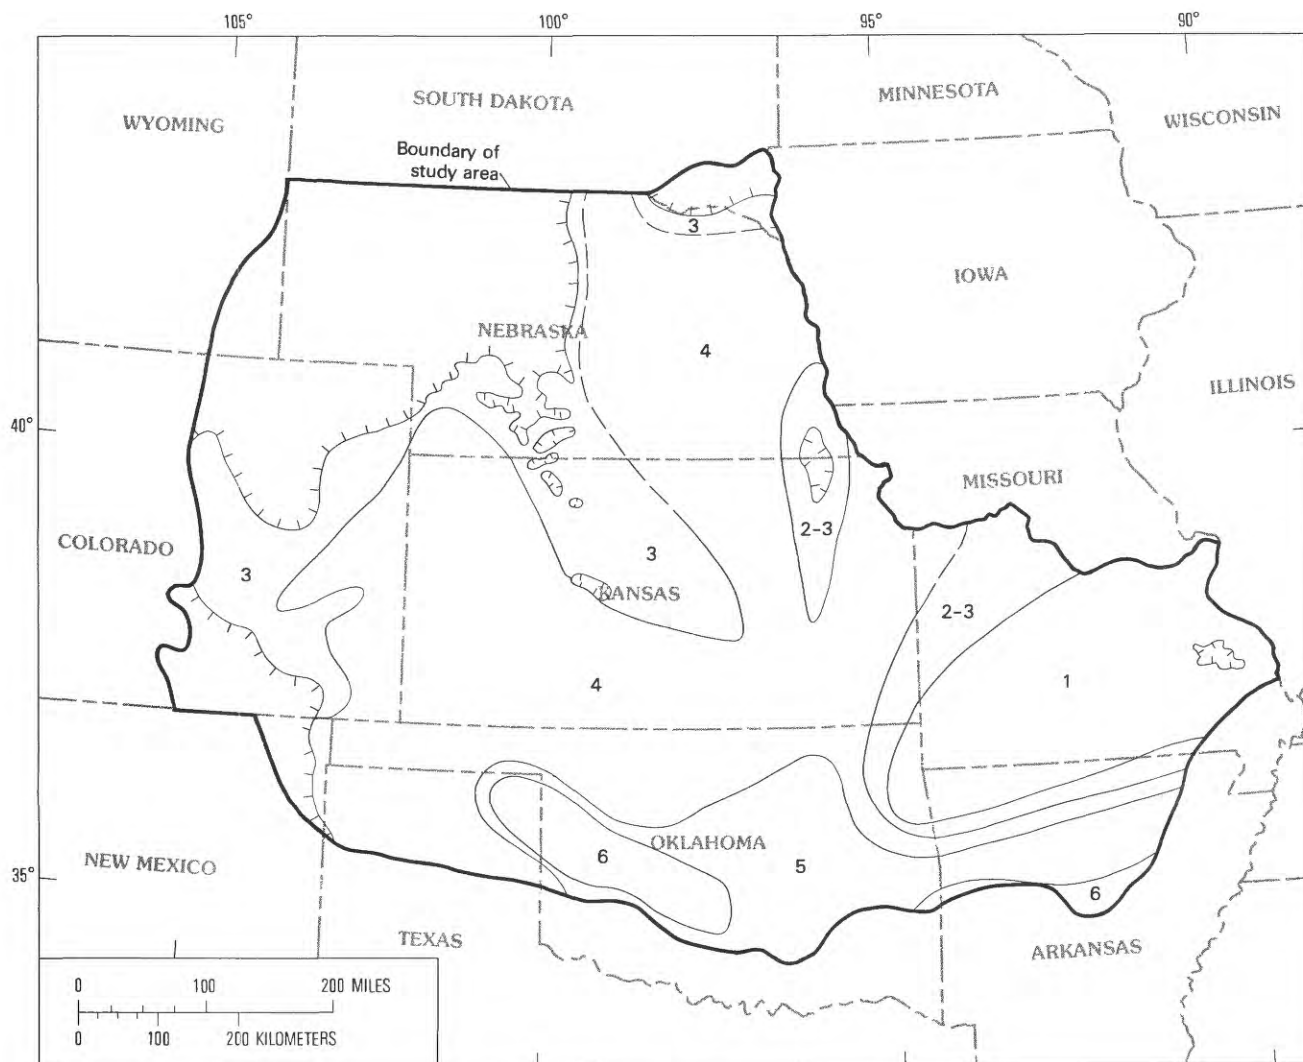 105° 100° 95° 90°
SOUTH DAKOTA
MINNESOTA
WYOMING
WISCONSIN
Boundary of
study area
3
IOWA
NEBRASKA
4
ILLINOIS
40°
MISSOURI
2-3
COLORADO
3
3
KANSAS
2-3
4
1
OKLAHOMA
NEW MEXICO
6
5
35°
6
TEXAS
ARKANSAS
0 100 200 MILES
0 100 200 KILOMETERS